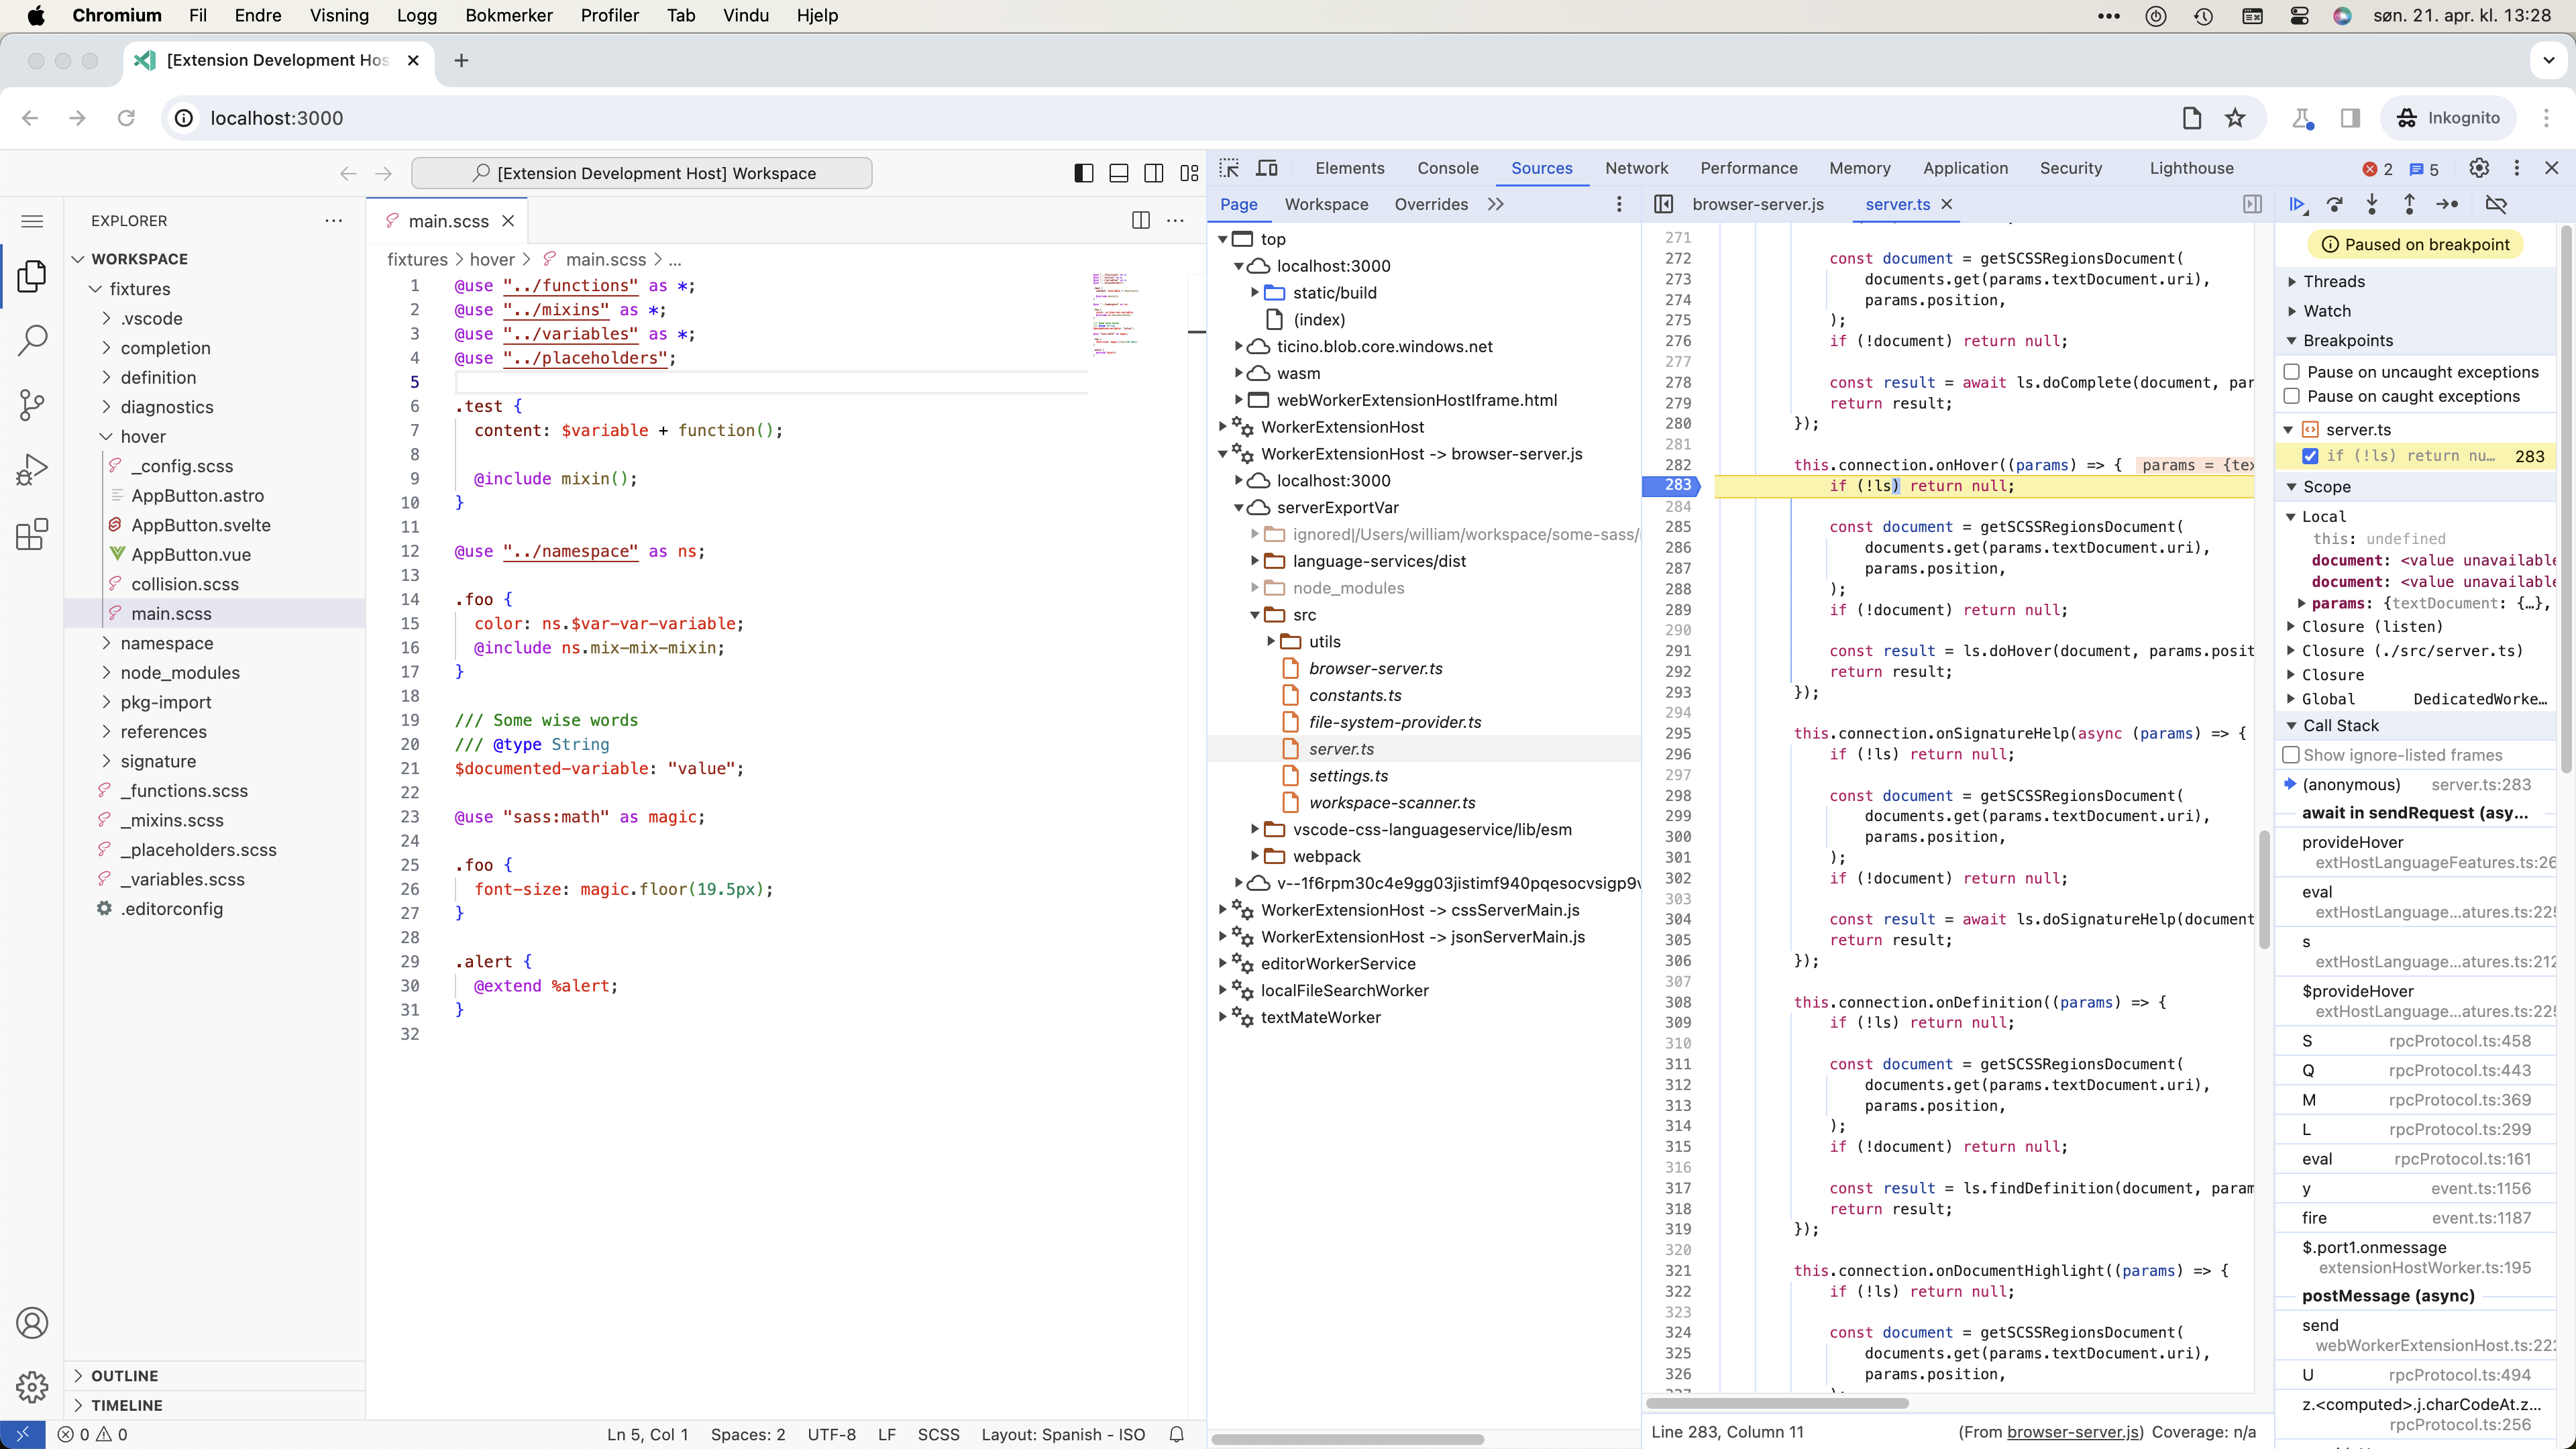 Chromium Fil Endre Visning Logg Bokmerker Profiler Tab Vindu Hjelp søn. 21. apr. kl. 13:28
[Extension Development Hos
localhost:3000 Inkognito
[Extension Development Host] Workspace
EXPLORER
WORKSPACE
fixtures
.vscode
completion
definition
diagnostics
hover
_config.scss
AppButton.astro
AppButton.svelte
AppButton.vue
collision.scss
main.scss
namespace
node_modules
pkg-import
references
signature
_functions.scss
_mixins.scss
_placeholders.scss
_variables.scss
.editorconfig
OUTLINE
TIMELINE
main.scss
fixtures > hover > main.scss > ...
1 @use "../functions" as *;
2 @use "../mixins" as *;
3 @use "../variables" as *;
4 @use "../placeholders";
5
6 .test {
7 content: $variable + function();
8
9 @include mixin();
10 }
11
12 @use "../namespace" as ns;
13
14 .foo {
15 color: ns.$var-var-variable;
16 @include ns.mix-mix-mixin;
17 }
18
19 /// Some wise words
20 /// @type String
21 $documented-variable: "value";
22
23 @use "sass:math" as magic;
24
25 .foo {
26 font-size: magic.floor(19.5px);
27 }
28
29 .alert {
30 @extend %alert;
31 }
32
0 0 Ln 5, Col 1 Spaces: 2 UTF-8 LF SCSS Layout: Spanish - ISO
Elements Console Sources Network Performance Memory Application Security Lighthouse 2 5
Page Workspace Overrides
top
localhost:3000
static/build
(index)
ticino.blob.core.windows.net
wasm
webWorkerExtensionHostIframe.html
WorkerExtensionHost
WorkerExtensionHost -> browser-server.js
localhost:3000
serverExportVar
ignored|/Users/william/workspace/some-sass/
language-services/dist
node_modules
src
utils
browser-server.ts
constants.ts
file-system-provider.ts
server.ts
settings.ts
workspace-scanner.ts
vscode-css-languageservice/lib/esm
webpack
v--1f6rpm30c4e9gg03jistimf940pqesocvsigp9v
WorkerExtensionHost -> cssServerMain.js
WorkerExtensionHost -> jsonServerMain.js
editorWorkerService
localFileSearchWorker
textMateWorker
browser-server.js server.ts
271
272 const document = getSCSSRegionsDocument(
273 documents.get(params.textDocument.uri),
274 params.position,
275 );
276 if (!document) return null;
277
278 const result = await ls.doComplete(document, par
279 return result;
280 });
281
282 this.connection.onHover((params) => { params = {tex
283 if (!ls) return null;
284
285 const document = getSCSSRegionsDocument(
286 documents.get(params.textDocument.uri),
287 params.position,
288 );
289 if (!document) return null;
290
291 const result = ls.doHover(document, params.posit
292 return result;
293 });
294
295 this.connection.onSignatureHelp(async (params) => {
296 if (!ls) return null;
297
298 const document = getSCSSRegionsDocument(
299 documents.get(params.textDocument.uri),
300 params.position,
301 );
302 if (!document) return null;
303
304 const result = await ls.doSignatureHelp(document
305 return result;
306 });
307
308 this.connection.onDefinition((params) => {
309 if (!ls) return null;
310
311 const document = getSCSSRegionsDocument(
312 documents.get(params.textDocument.uri),
313 params.position,
314 );
315 if (!document) return null;
316
317 const result = ls.findDefinition(document, param
318 return result;
319 });
320
321 this.connection.onDocumentHighlight((params) => {
322 if (!ls) return null;
323
324 const document = getSCSSRegionsDocument(
325 documents.get(params.textDocument.uri),
326 params.position,
Line 283, Column 11 (From browser-server.js) Coverage: n/a
Paused on breakpoint
Threads
Watch
Breakpoints
Pause on uncaught exceptions
Pause on caught exceptions
server.ts
if (!ls) return nu… 283
Scope
Local
this: undefined
document: <value unavailable
document: <value unavailable
params: {textDocument: {…},
Closure (listen)
Closure (./src/server.ts)
Closure
Global DedicatedWorke…
Call Stack
Show ignore-listed frames
(anonymous) server.ts:283
await in sendRequest (asy…
provideHover
extHostLanguageFeatures.ts:26
eval
extHostLanguage…atures.ts:225
s
extHostLanguage…atures.ts:212
$provideHover
extHostLanguage…atures.ts:225
S rpcProtocol.ts:458
Q rpcProtocol.ts:443
M rpcProtocol.ts:369
L rpcProtocol.ts:299
eval rpcProtocol.ts:161
y event.ts:1156
fire event.ts:1187
$.port1.onmessage
extensionHostWorker.ts:195
postMessage (async)
send
webWorkerExtensionHost.ts:222
U rpcProtocol.ts:494
z.<computed>.j.charCodeAt.z…
rpcProtocol.ts:256